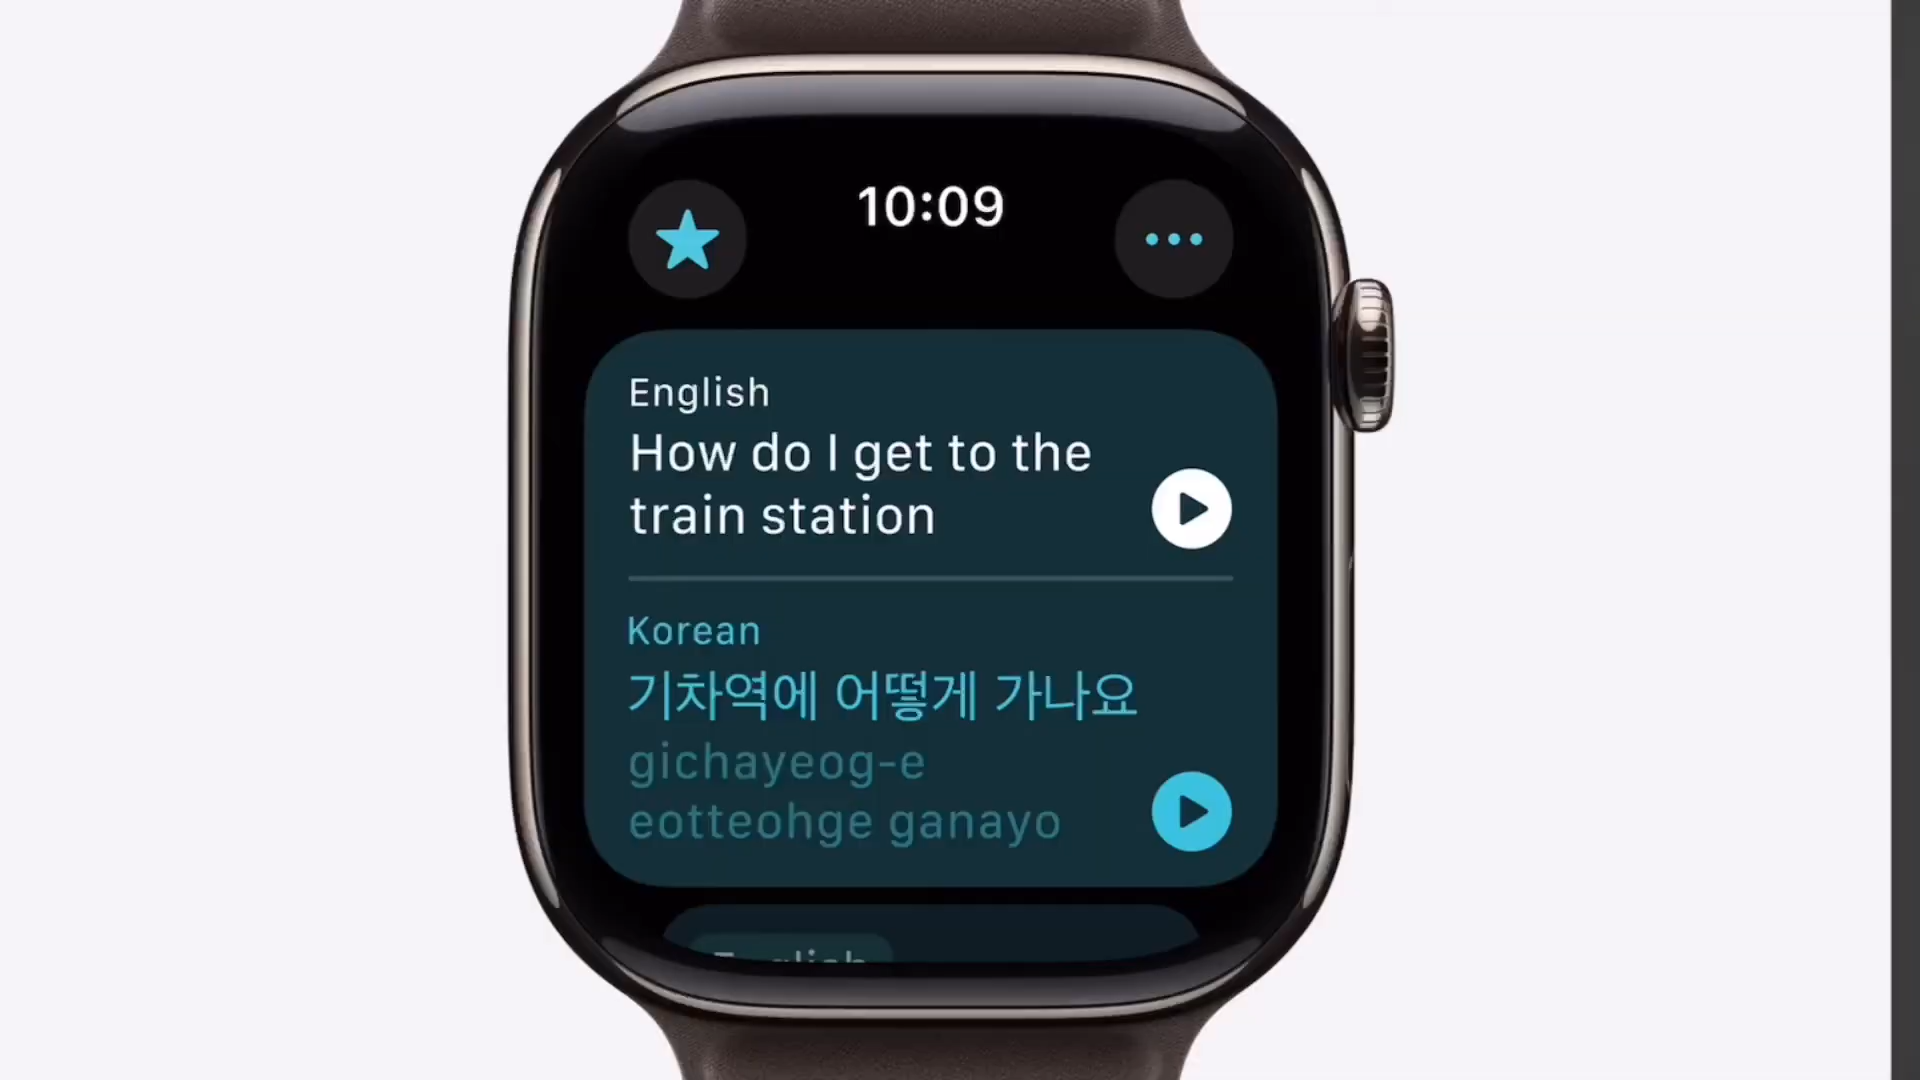 10:09
English
How do I get to the
train station
Korean
기차역에 어떻게 가나요
gichayeog-e
eotteohge ganayo
English